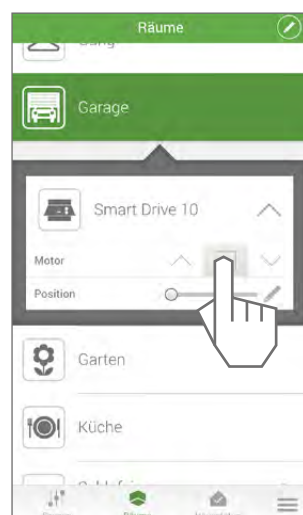 Räume
Garage
Smart Drive 10
Motor
Position
Garten
Küche